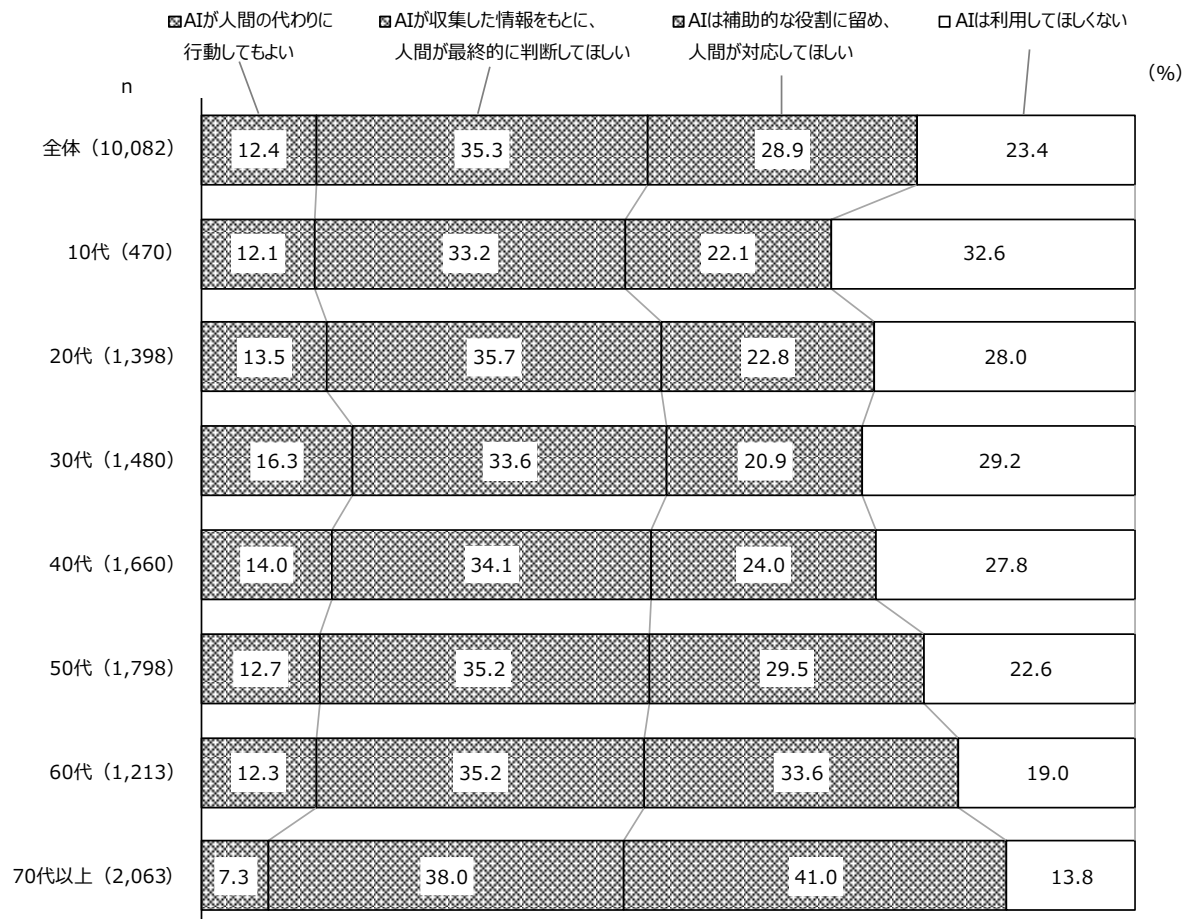 AIが人間の代わりに
行動してもよい
AIが収集した情報をもとに、
人間が最終的に判断してほしい
AIは補助的な役割に留め、
人間が対応してほしい
AIは利用してほしくない
(%)
n
全体（10,082） 12.4 35.3 28.9 23.4
10代（470） 12.1 33.2 22.1 32.6
20代（1,398） 13.5 35.7 22.8 28.0
30代（1,480） 16.3 33.6 20.9 29.2
40代（1,660） 14.0 34.1 24.0 27.8
50代（1,798） 12.7 35.2 29.5 22.6
60代（1,213） 12.3 35.2 33.6 19.0
70代以上（2,063） 7.3 38.0 41.0 13.8